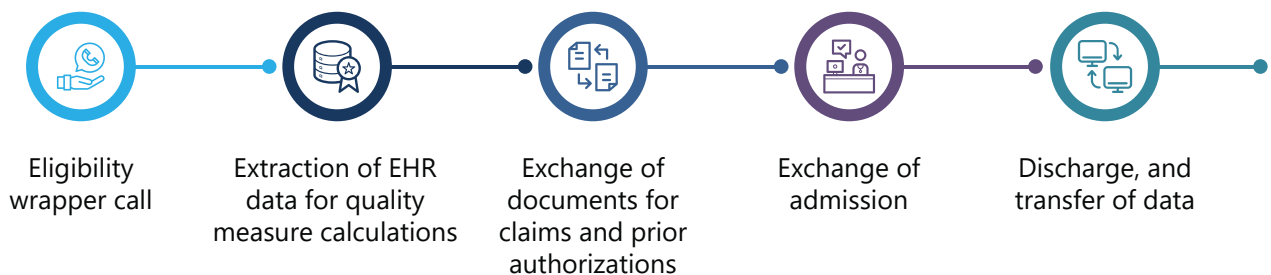 Eligibility
wrapper call
Extraction of EHR
data for quality
measure calculations
Exchange of
documents for
claims and prior
authorizations
Exchange of
admission
Discharge, and
transfer of data